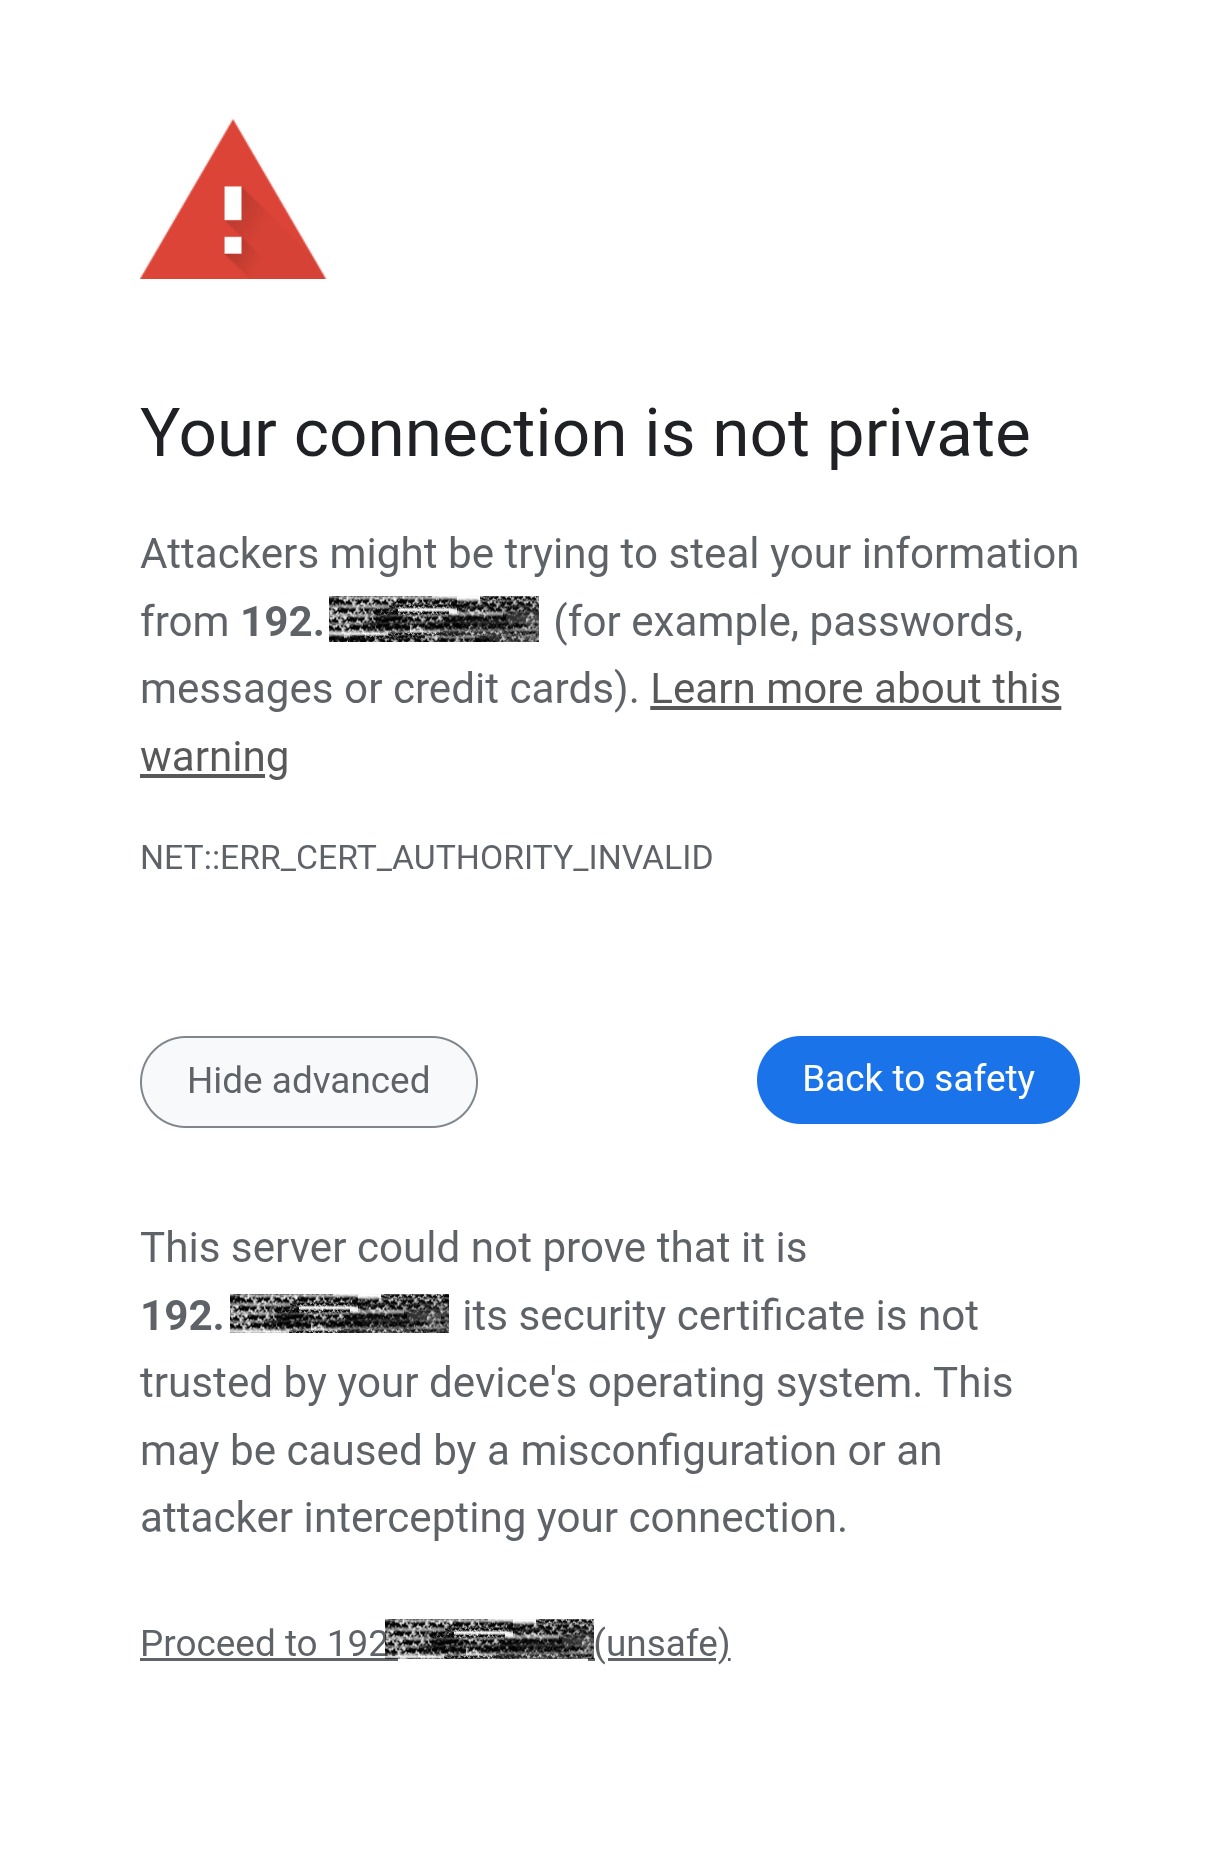 Your connection is not private
Attackers might be trying to steal your information
from 192. (for example, passwords,
messages or credit cards). Learn more about this
warning
NET::ERR_CERT_AUTHORITY_INVALID
Hide advanced
Back to safety
This server could not prove that it is
192. its security certificate is not
trusted by your device's operating system. This
may be caused by a misconfiguration or an
attacker intercepting your connection.
Proceed to 192 (unsafe)